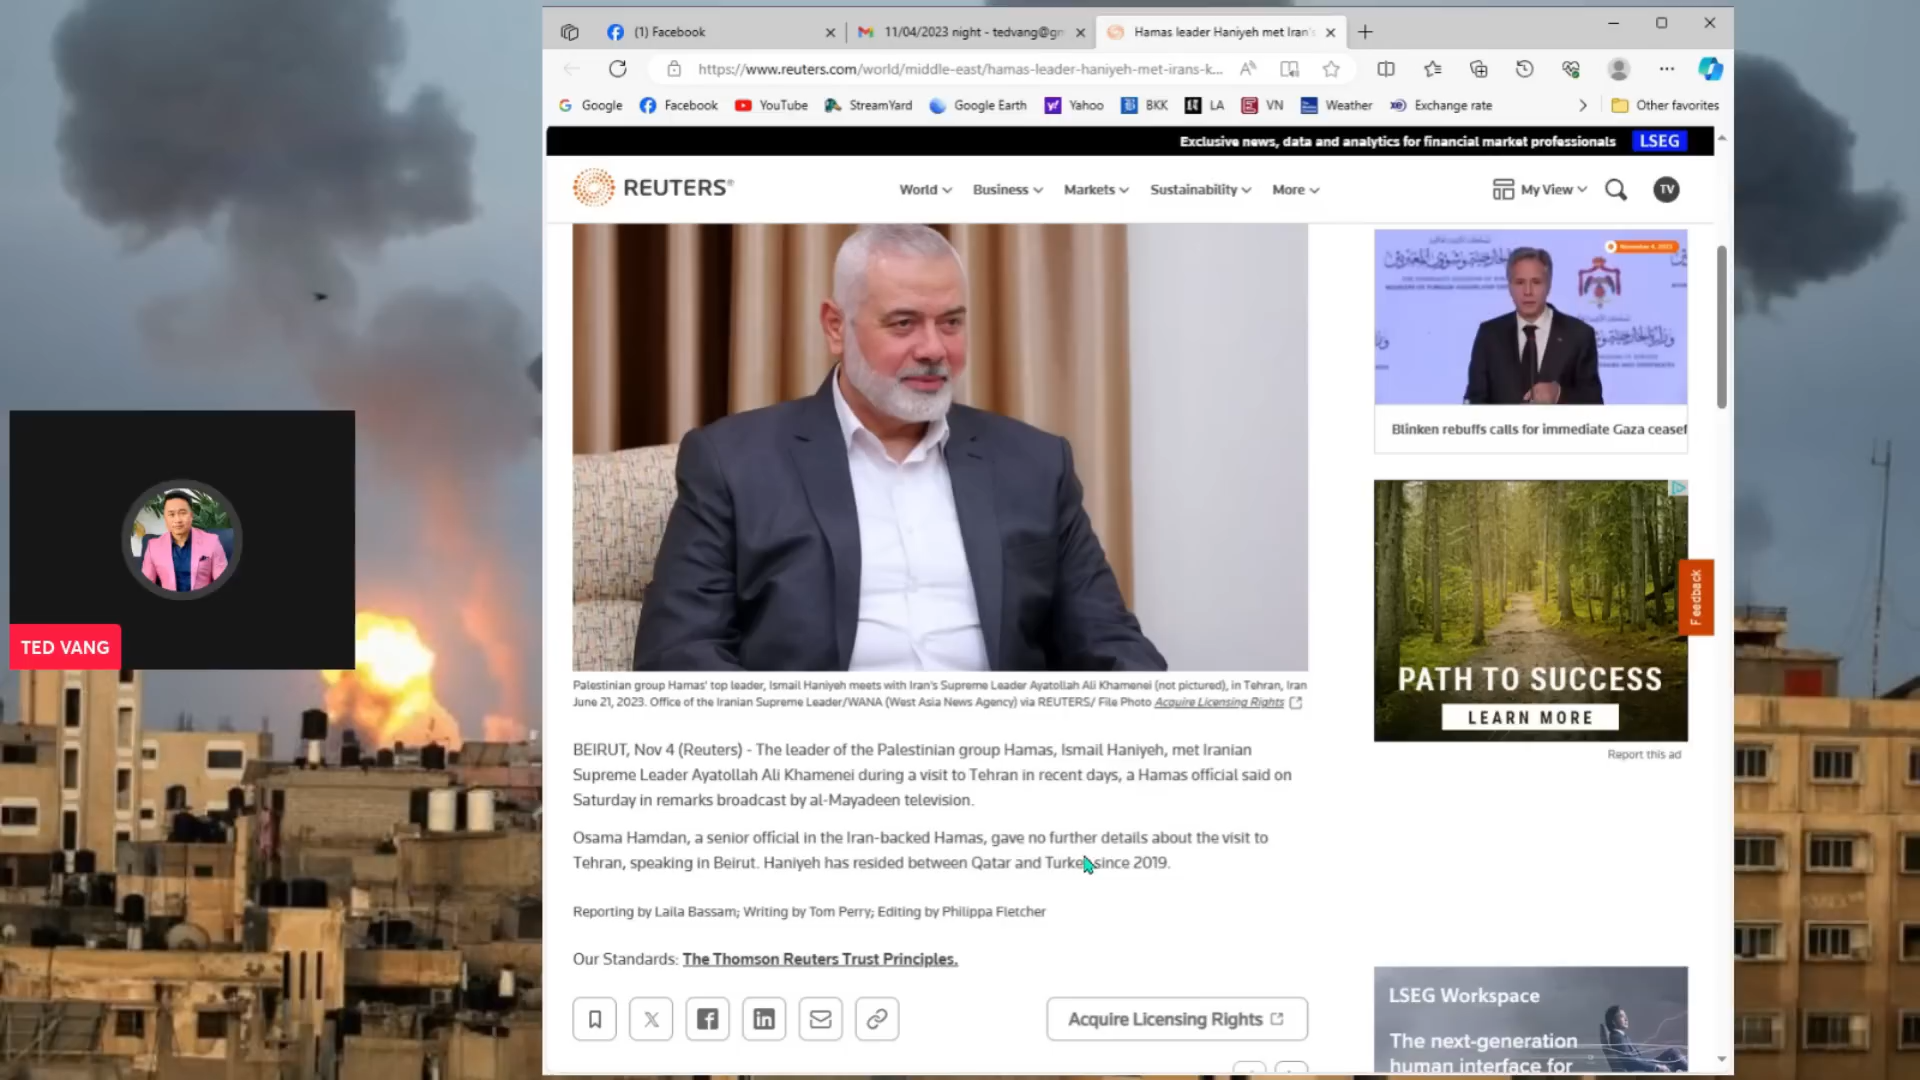 (1) Facebook
11/04/2023 night - tedvang@gm
Hamas leader Haniyeh met Iran's
https://www.reuters.com/world/middle-east/hamas-leader-haniyeh-met-irans-k...
Google
Facebook
YouTube
StreamYard
Google Earth
Yahoo
BKK
LA
VN
Weather
Exchange rate
Other favorites
Exclusive news, data and analytics for financial market professionals
LSEG
REUTERS®
World
Business
Markets
Sustainability
More
My View
TV
November 4, 2023
Blinken rebuffs calls for immediate Gaza ceasef
TED VANG
Palestinian group Hamas' top leader, Ismail Haniyeh meets with Iran's Supreme Leader Ayatollah Ali Khamenei (not pictured), in Tehran, Iran
June 21, 2023. Office of the Iranian Supreme Leader/WANA (West Asia News Agency) via REUTERS/ File Photo Acquire Licensing Rights
BEIRUT, Nov 4 (Reuters) - The leader of the Palestinian group Hamas, Ismail Haniyeh, met Iranian
Supreme Leader Ayatollah Ali Khamenei during a visit to Tehran in recent days, a Hamas official said on
Saturday in remarks broadcast by al-Mayadeen television.
Osama Hamdan, a senior official in the Iran-backed Hamas, gave no further details about the visit to
Tehran, speaking in Beirut. Haniyeh has resided between Qatar and Turkey since 2019.
Reporting by Laila Bassam; Writing by Tom Perry; Editing by Philippa Fletcher
Our Standards: The Thomson Reuters Trust Principles.
Acquire Licensing Rights
PATH TO SUCCESS
LEARN MORE
Report this ad
Feedback
LSEG Workspace
The next-generation
human interface for